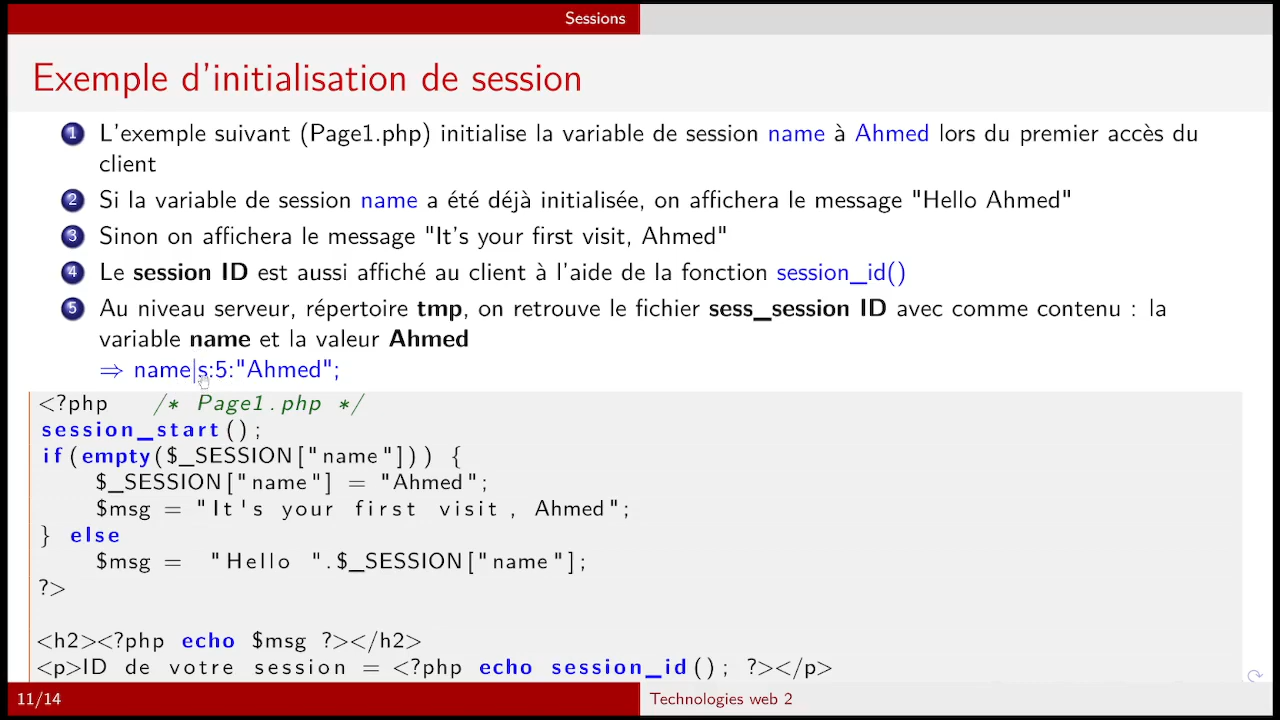 Sessions
Exemple d'initialisation de session
1 L'exemple suivant (Page1.php) initialise la variable de session name à Ahmed lors du premier accès du
client
2 Si la variable de session name a été déjà initialisée, on affichera le message "Hello Ahmed"
3 Sinon on affichera le message "It's your first visit, Ahmed"
4 Le session ID est aussi affiché au client à l'aide de la fonction session_id()
5 Au niveau serveur, répertoire tmp, on retrouve le fichier sess_session ID avec comme contenu : la
variable name et la valeur Ahmed
⇒ name|s:5:"Ahmed";
<?php /* Page1.php */
session_start();
if(empty($_SESSION["name"])) {
$_SESSION["name"] = "Ahmed";
$msg = "It's your first visit, Ahmed";
} else
$msg = "Hello ".$_SESSION["name"];
?>
<h2><?php echo $msg ?></h2>
<p>ID de votre session = <?php echo session_id(); ?></p>
11/14
Technologies web 2